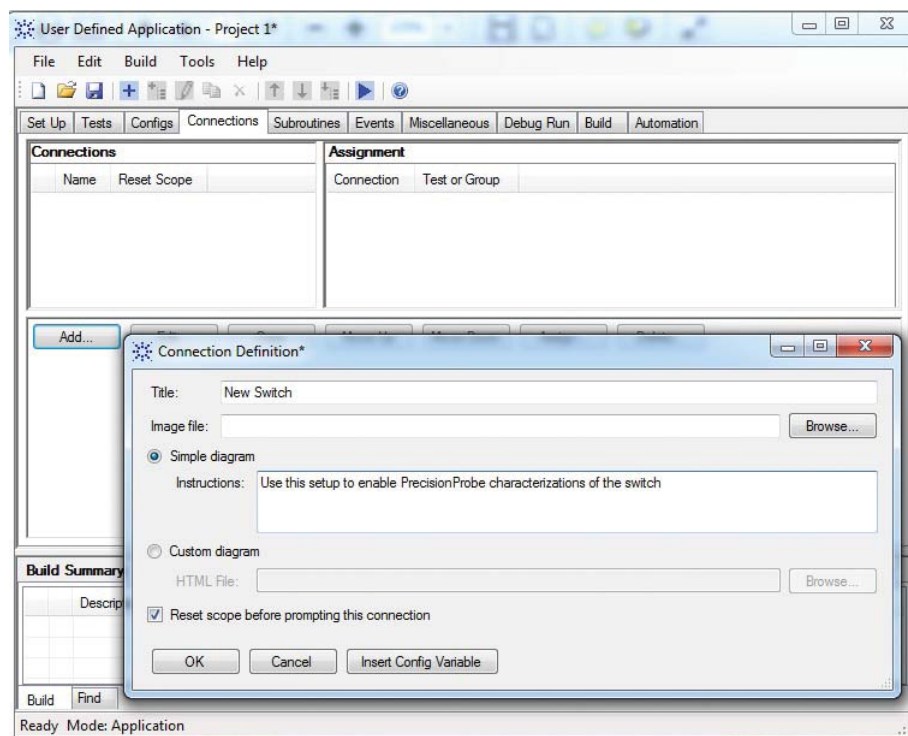 User Defined Application - Project 1*
File Edit Build Tools Help
Set Up Tests Configs Connections Subroutines Events Miscellaneous Debug Run Build Automation
Connections
Name Reset Scope
Assignment
Connection Test or Group
Add...
Connection Definition*
Title: New Switch
Image file: Browse...
Simple diagram
Instructions: Use this setup to enable PrecisionProbe characterizations of the switch
Custom diagram
HTML File: Browse...
Reset scope before prompting this connection
OK Cancel Insert Config Variable
Build Summary
Build Find
Ready Mode: Application